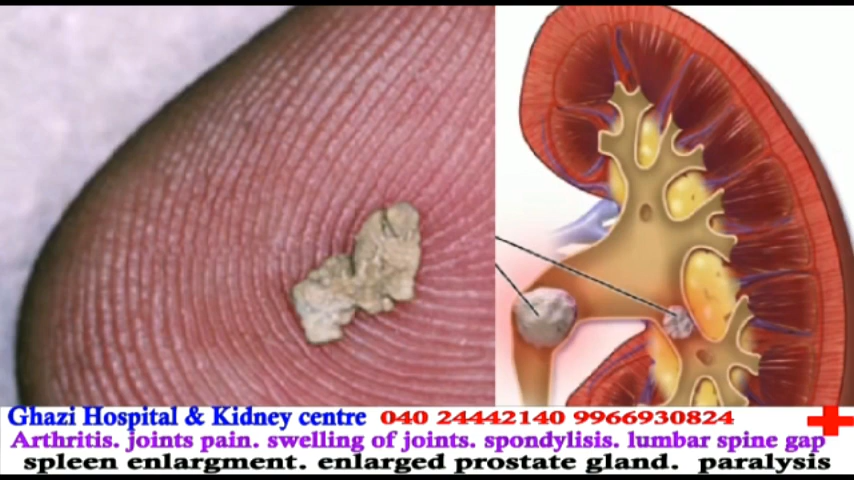 Ghazi Hospital & Kidney centre 040 24442140 9966930824
Arthritis. joints pain. swelling of joints. spondylisis. lumbar spine gap
spleen enlargment. enlarged prostate gland. paralysis